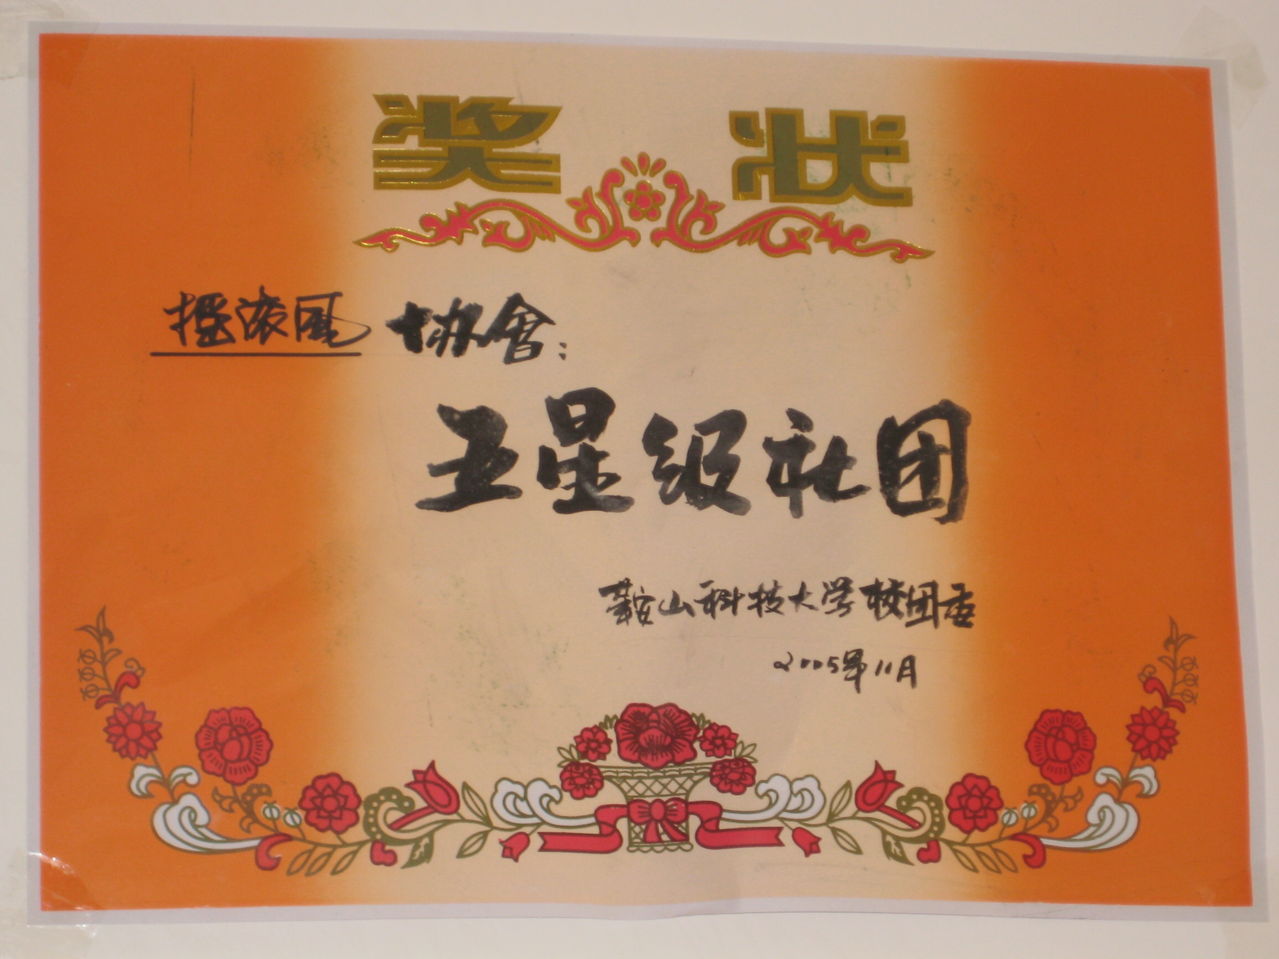 奖状
摇滚风协會:
五星级社团
鞍山科技大学校团委
2005年11月